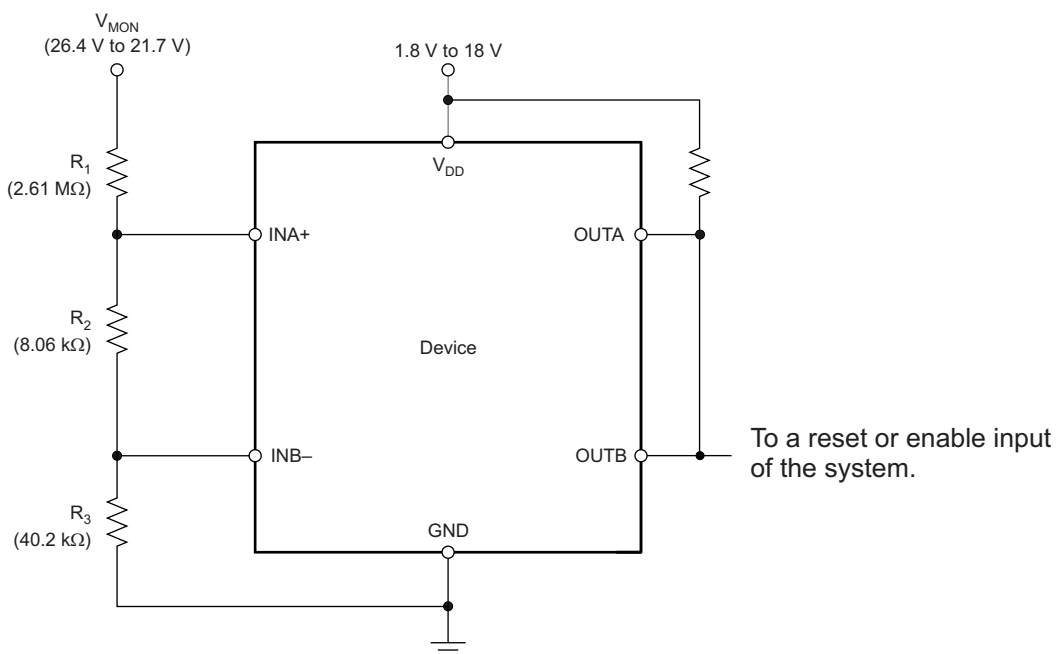 V_MON
(26.4 V to 21.7 V)
1.8 V to 18 V
R_1
(2.61 MΩ)
V_DD
INA+
OUTA
R_2
(8.06 kΩ)
Device
INB–
OUTB
To a reset or enable input
of the system.
R_3
(40.2 kΩ)
GND